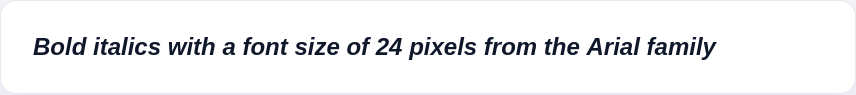 Bold italics with a font size of 24 pixels from the Arial family